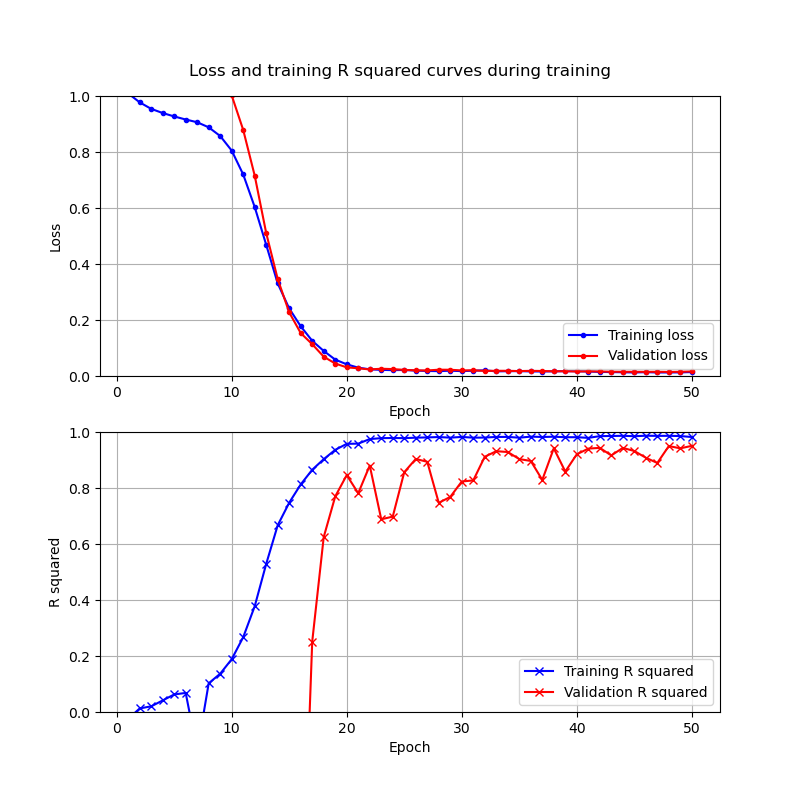 Loss and training R squared curves during training
1.0
0.8
0.6
0.4
0.2
0.0
Loss
Training loss
Validation loss
0 10 20 30 40 50
Epoch
1.0
0.8
0.6
0.4
0.2
0.0
R squared
Training R squared
Validation R squared
0 10 20 30 40 50
Epoch